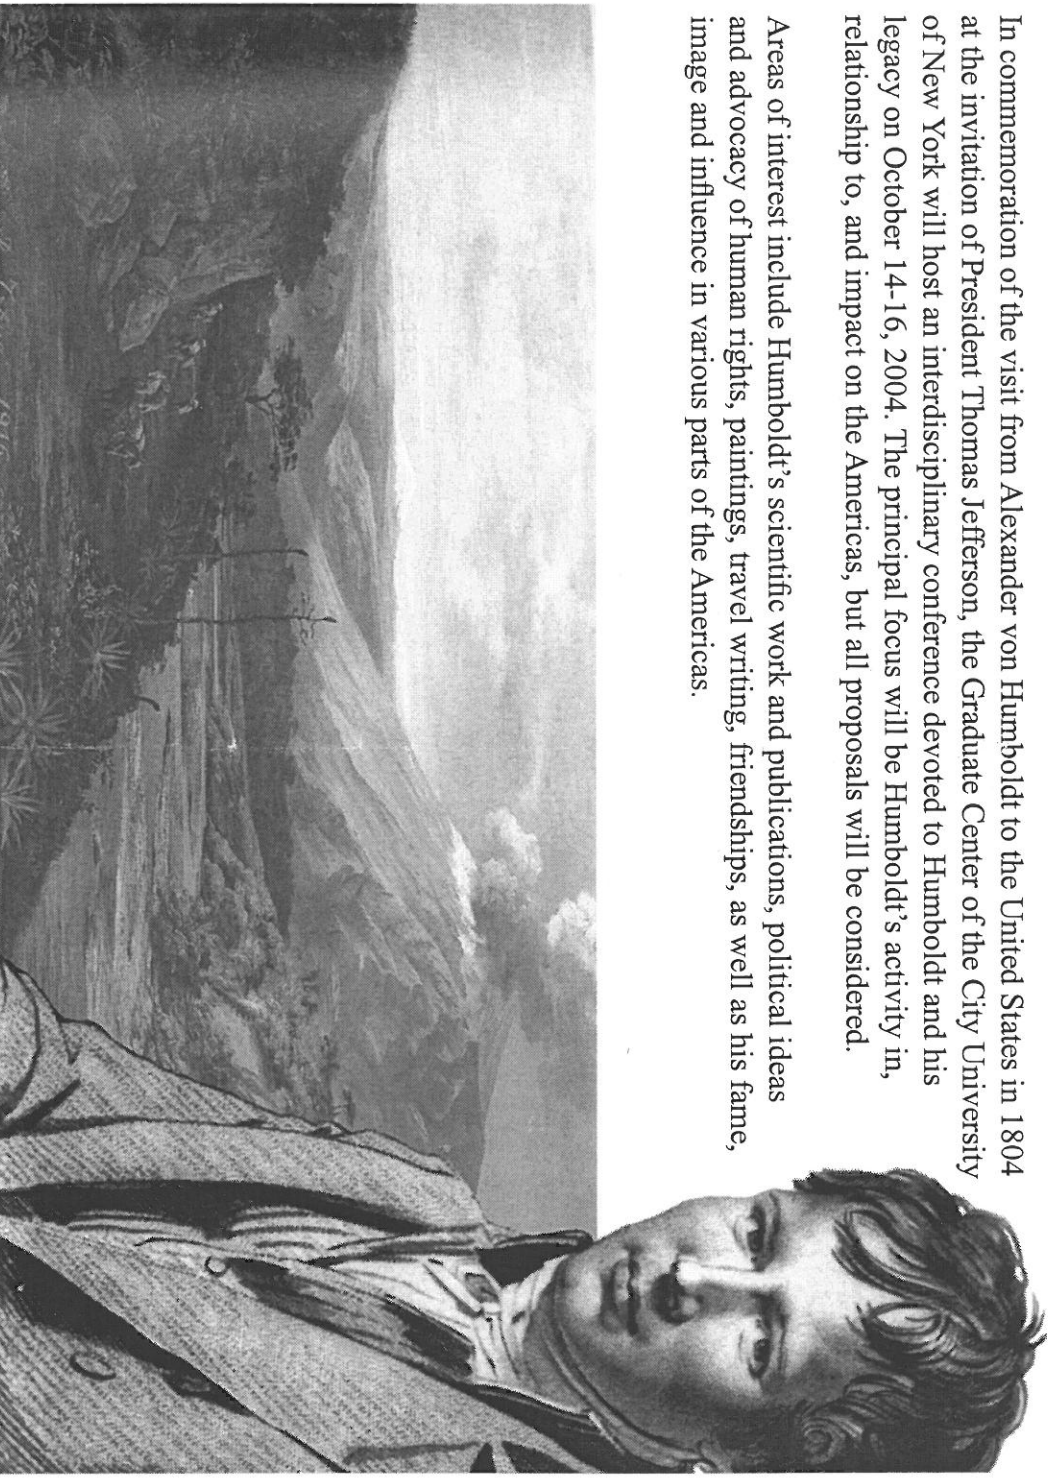 In commemoration of the visit from Alexander von Humboldt to the United States in 1804
at the invitation of President Thomas Jefferson, the Graduate Center of the City University
of New York will host an interdisciplinary conference devoted to Humboldt and his
legacy on October 14-16, 2004. The principal focus will be Humboldt's activity in,
relationship to, and impact on the Americas, but all proposals will be considered.
Areas of interest include Humboldt's scientific work and publications, political ideas
and advocacy of human rights, paintings, travel writing, friendships, as well as his fame,
image and influence in various parts of the Americas.